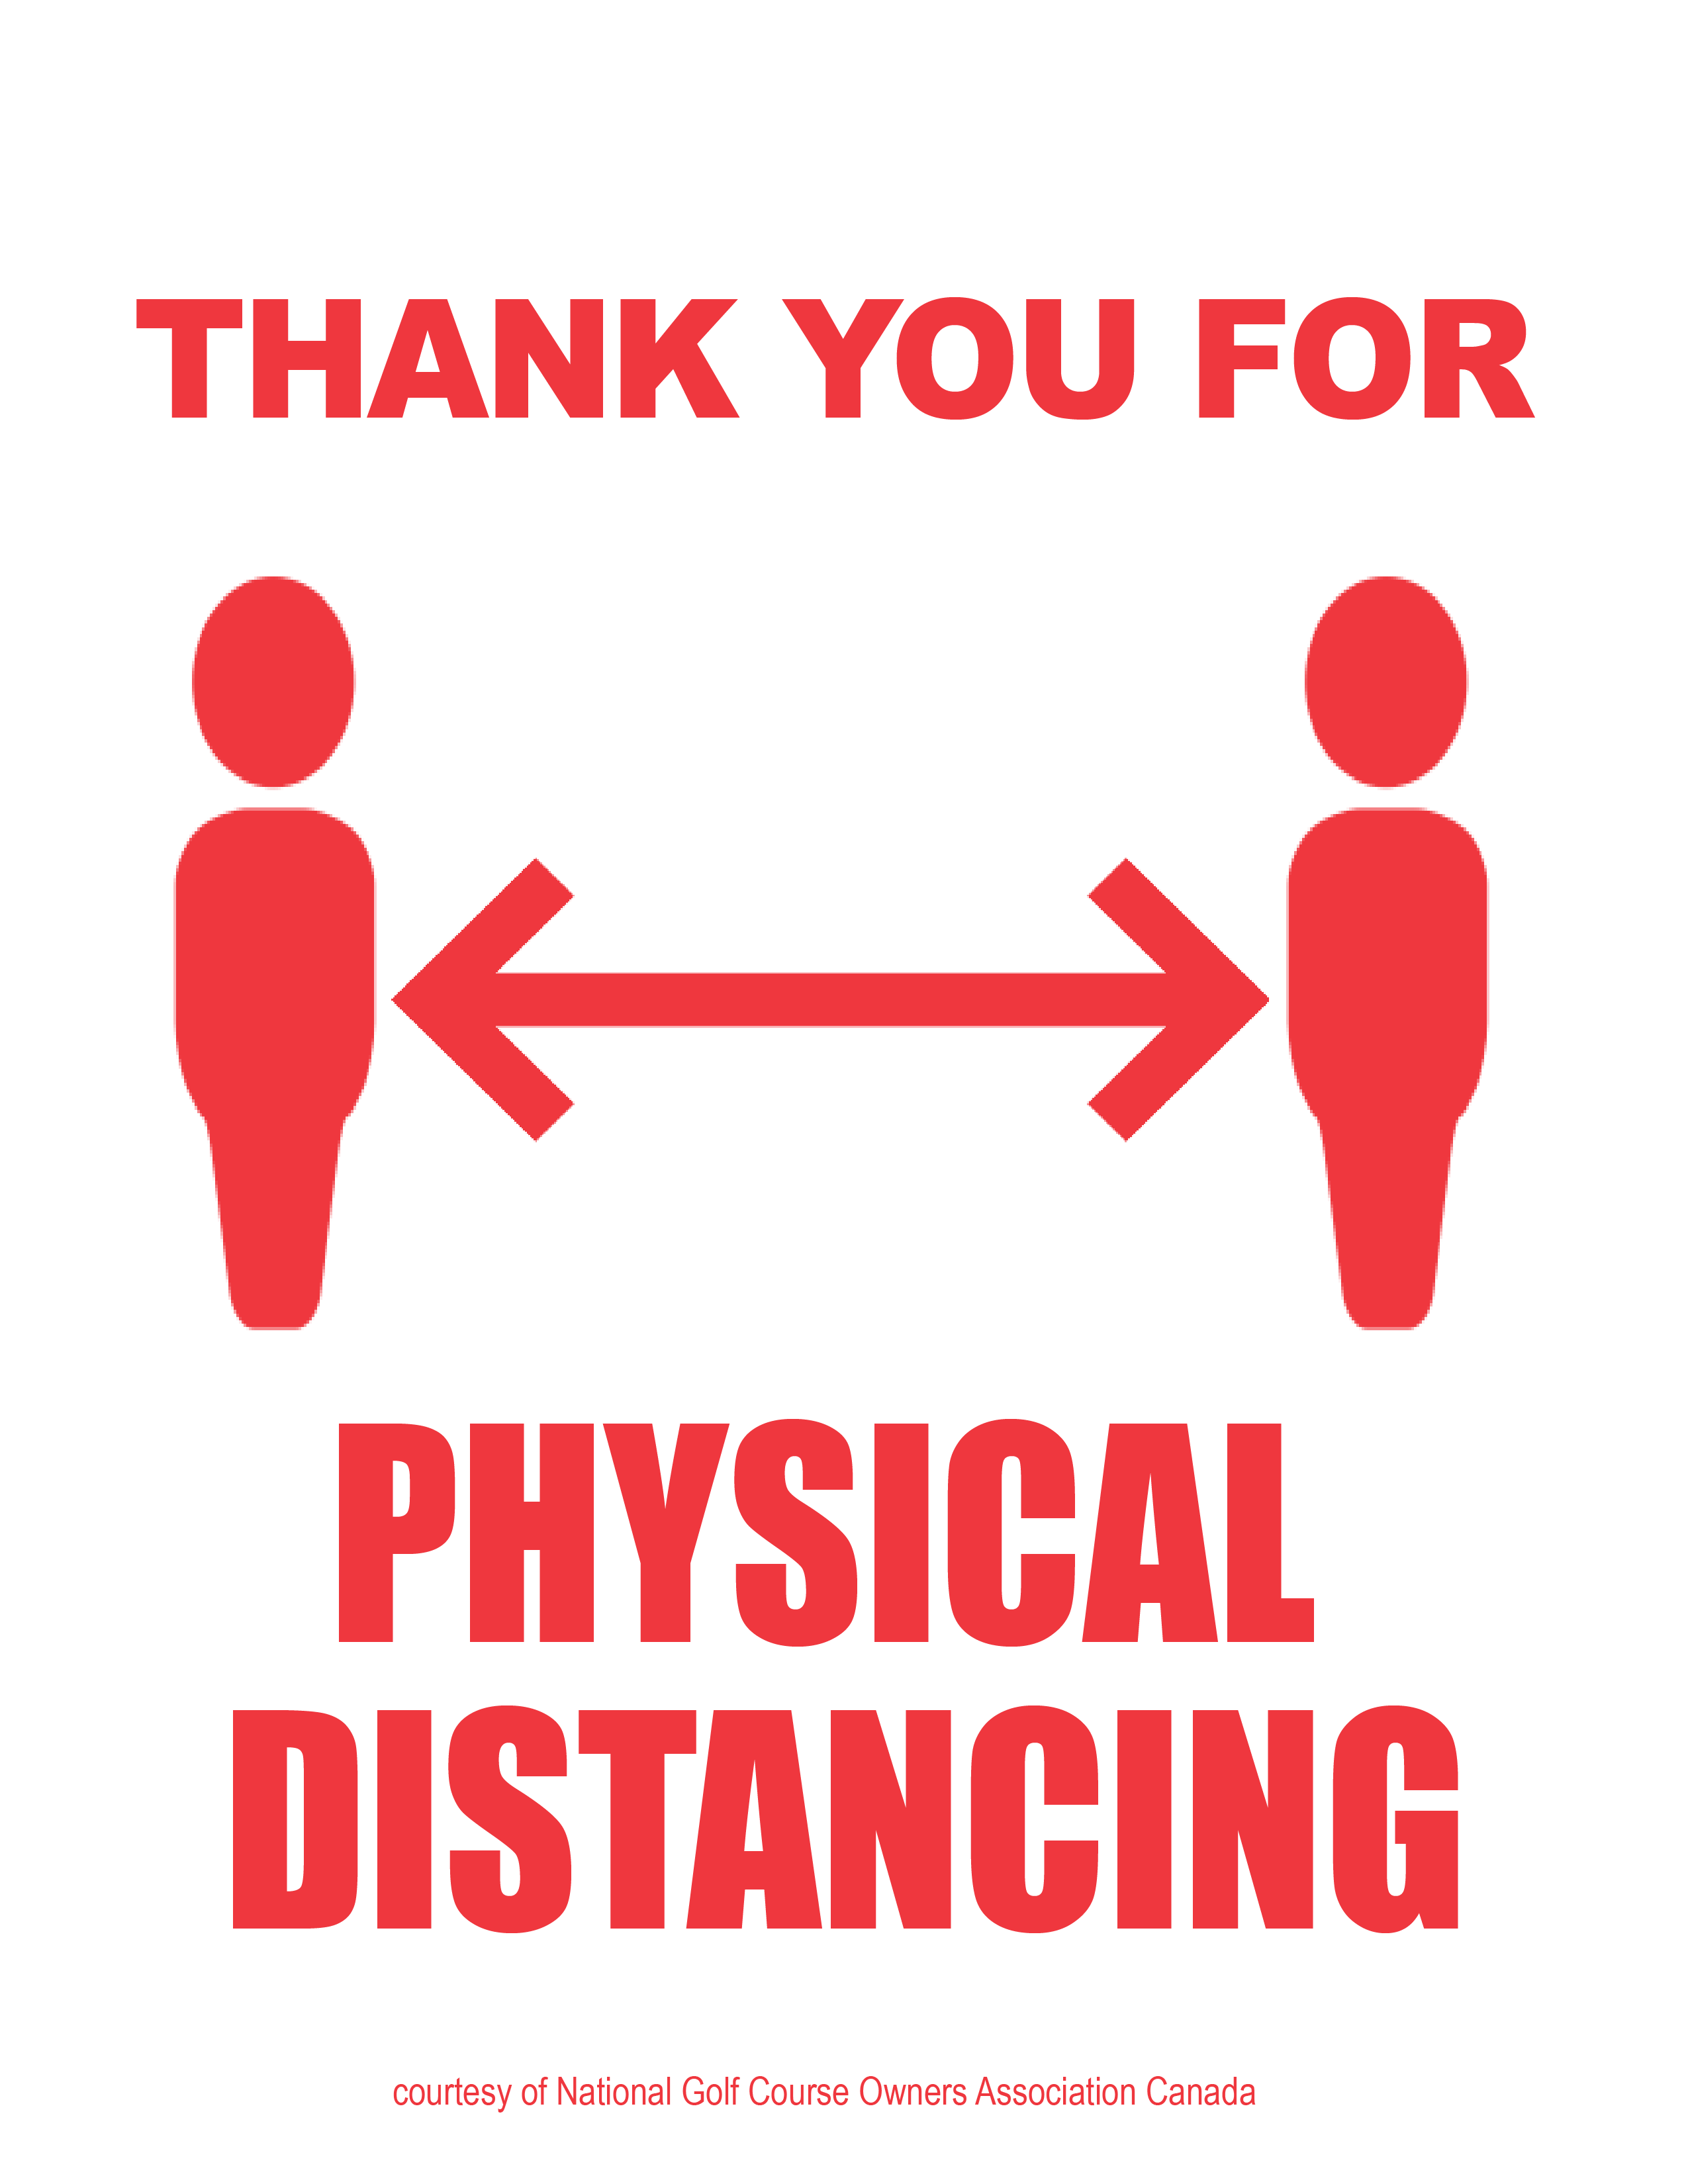 THANK YOU FOR
PHYSICAL
DISTANCING
courtesy of National Golf Course Owners Association Canada